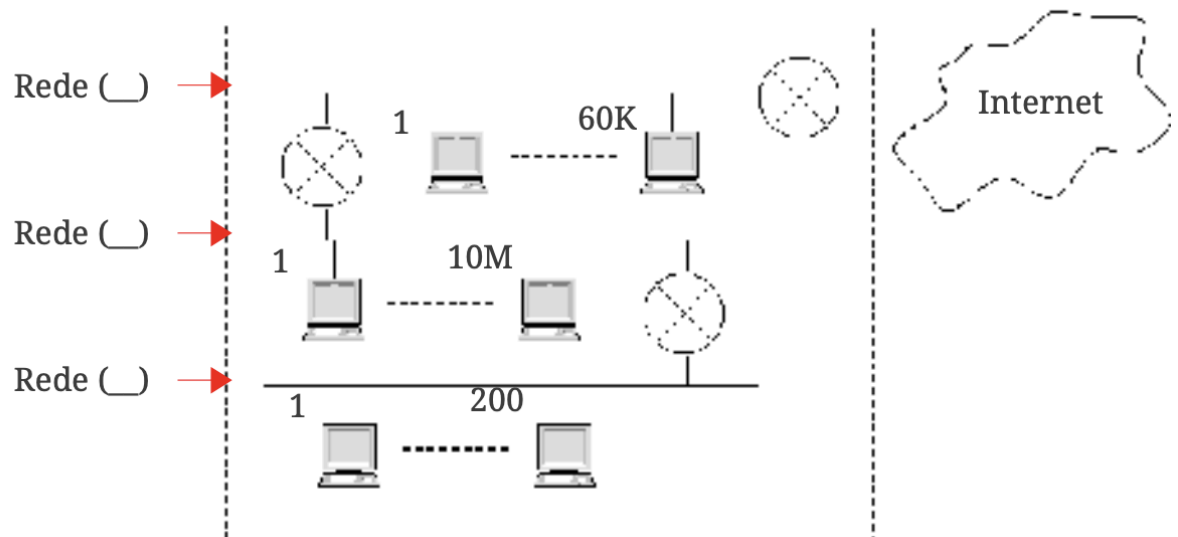 Rede (__)
1
60K
Internet
Rede (__)
1
10M
Rede (__)
1
200